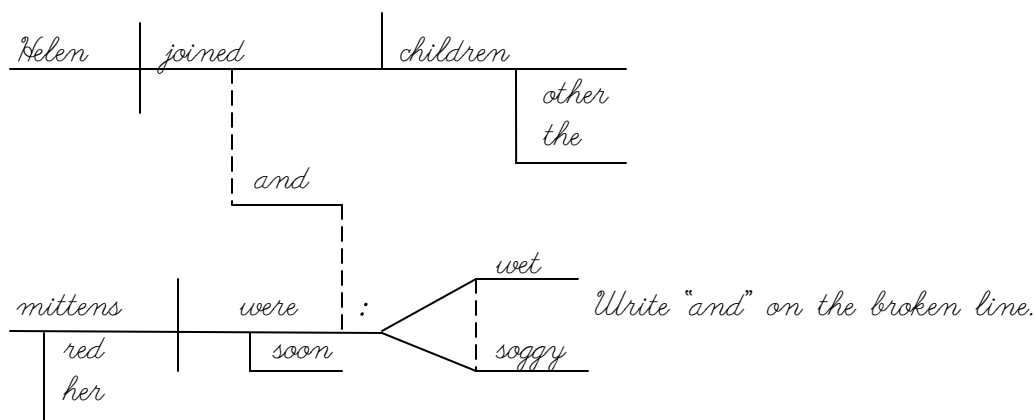 Helen joined children
other
the
and
wet
mittens were : Write "and" on the broken line.
red soon soggy
her